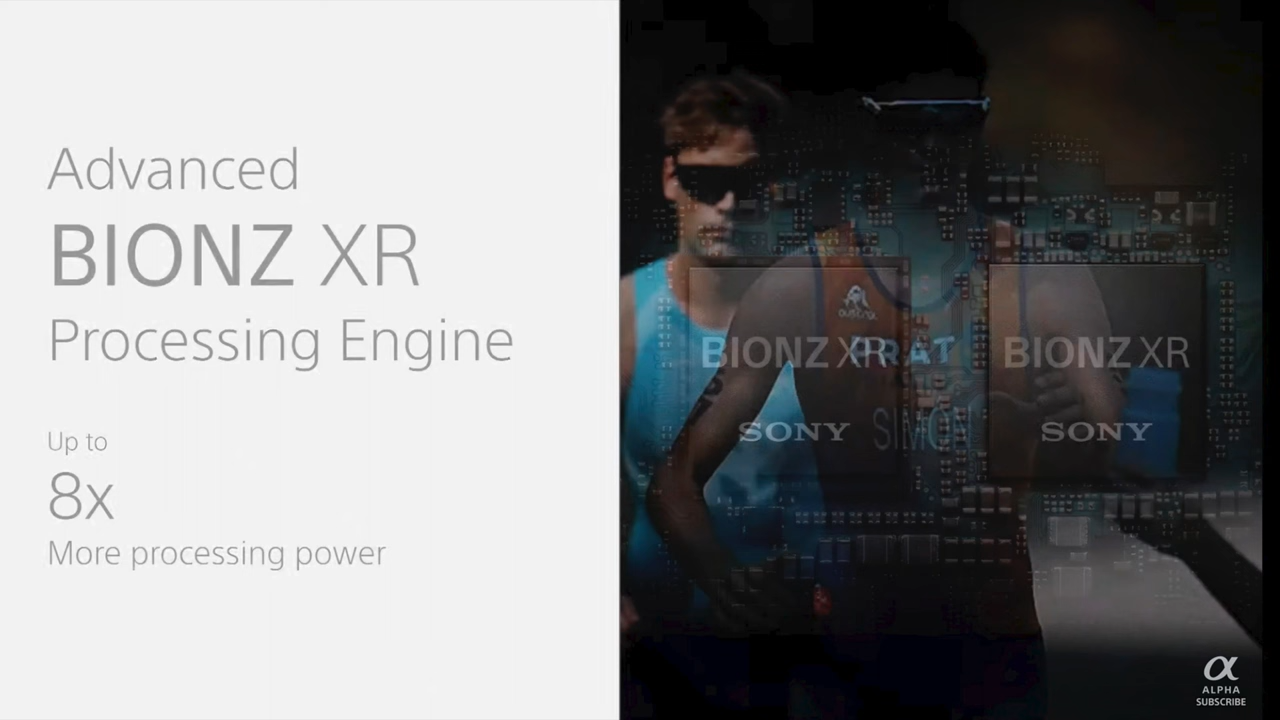 Advanced
BIONZ XR
Processing Engine
Up to
8x
More processing power
BIONZ XR
SONY
BIONZ XR
SONY
SIMON
α
ALPHA
SUBSCRIBE